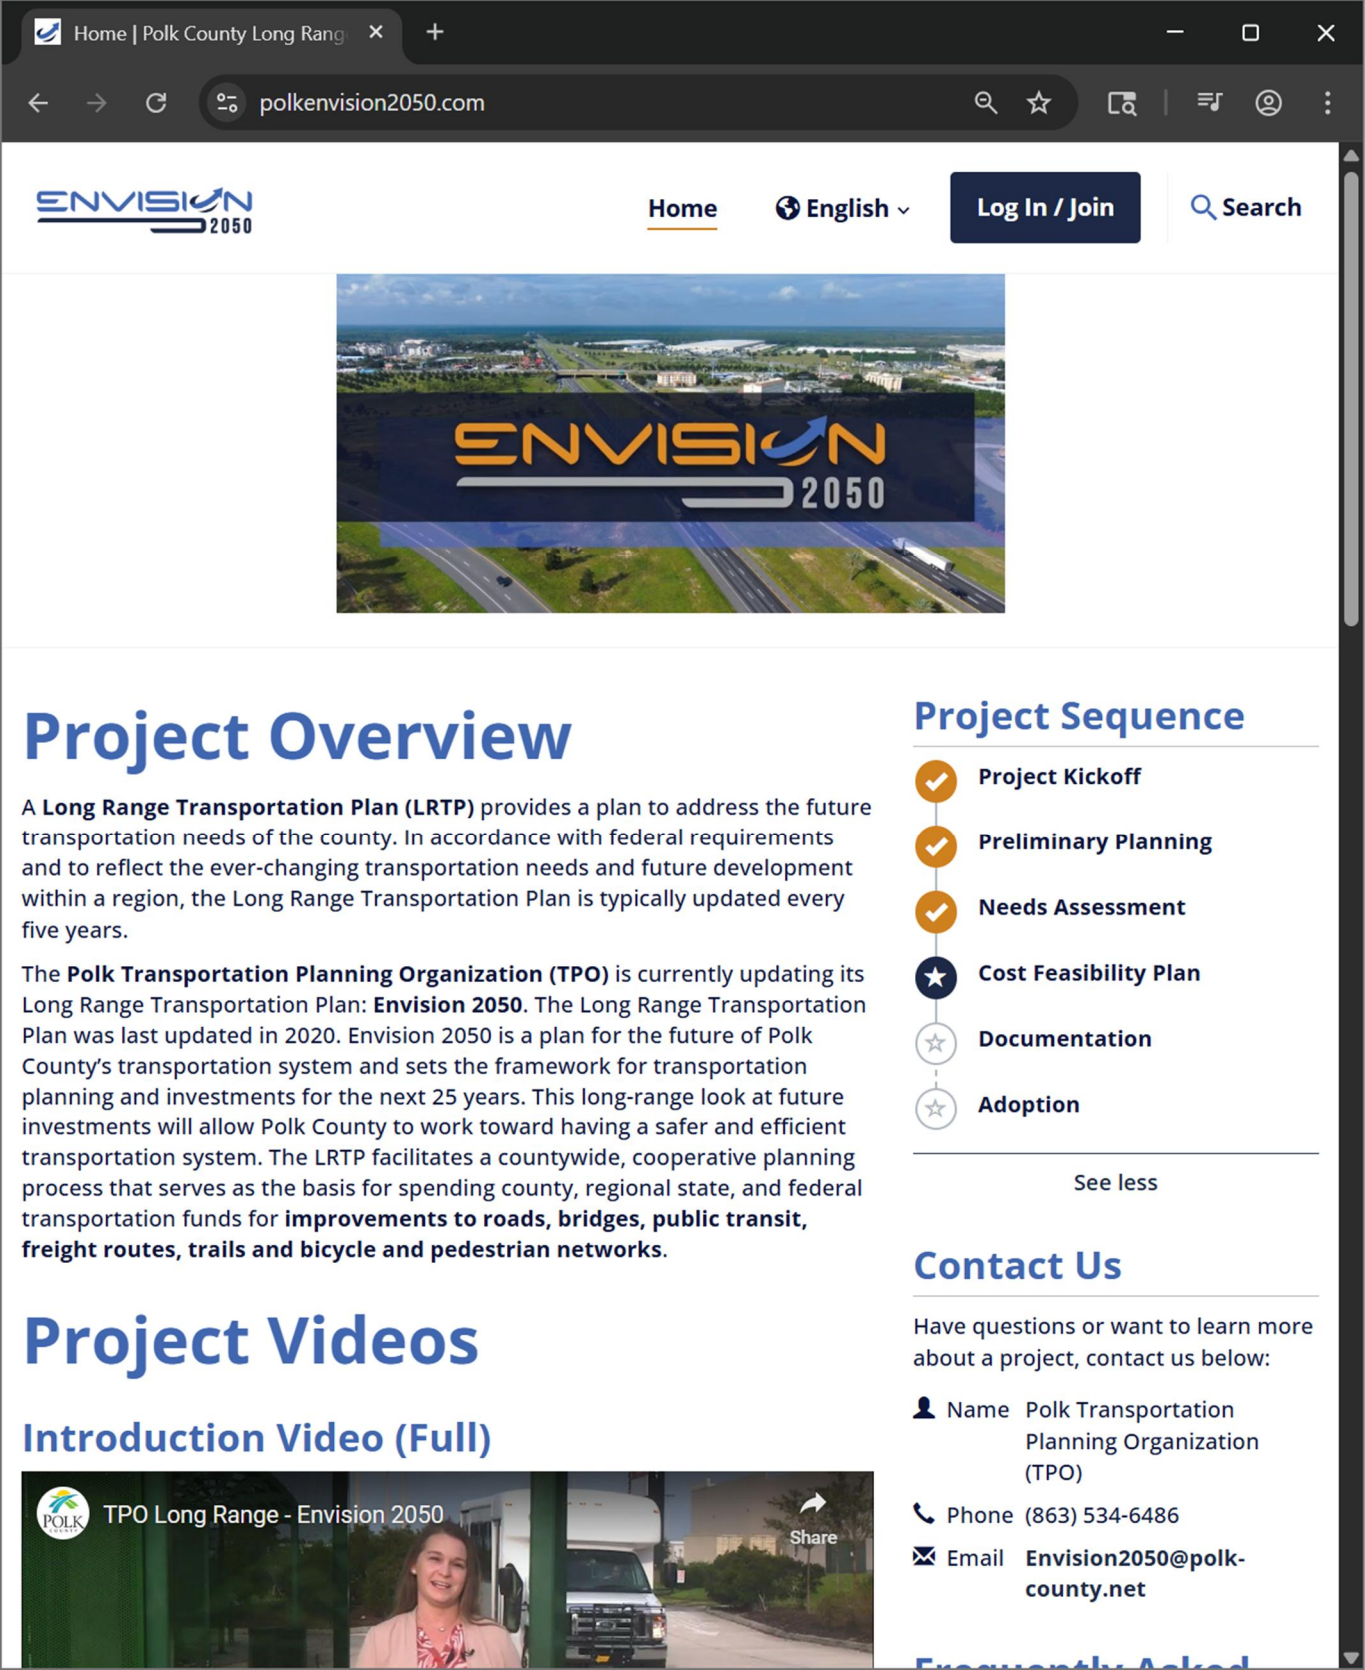 Home | Polk County Long Rang
polkenvision2050.com
ENVISION
2050
Home
English
Log In / Join
Search
ENVISION
2050
Project Overview
A Long Range Transportation Plan (LRTP) provides a plan to address the future
transportation needs of the county. In accordance with federal requirements
and to reflect the ever-changing transportation needs and future development
within a region, the Long Range Transportation Plan is typically updated every
five years.
The Polk Transportation Planning Organization (TPO) is currently updating its
Long Range Transportation Plan: Envision 2050. The Long Range Transportation
Plan was last updated in 2020. Envision 2050 is a plan for the future of Polk
County’s transportation system and sets the framework for transportation
planning and investments for the next 25 years. This long-range look at future
investments will allow Polk County to work toward having a safer and efficient
transportation system. The LRTP facilitates a countywide, cooperative planning
process that serves as the basis for spending county, regional state, and federal
transportation funds for improvements to roads, bridges, public transit,
freight routes, trails and bicycle and pedestrian networks.
Project Videos
Introduction Video (Full)
POLK
COUNTY
TPO Long Range - Envision 2050
Share
Project Sequence
Project Kickoff
Preliminary Planning
Needs Assessment
Cost Feasibility Plan
Documentation
Adoption
See less
Contact Us
Have questions or want to learn more
about a project, contact us below:
Name Polk Transportation
Planning Organization
(TPO)
Phone (863) 534-6486
Email Envision2050@polk-
county.net
Frequently Asked